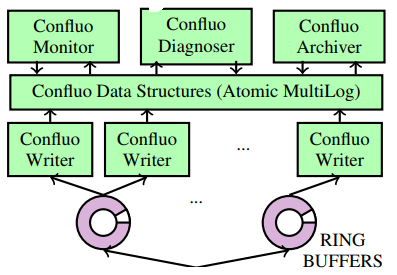 Confluo
Monitor
Confluo
Diagnoser
Confluo
Archiver
Confluo Data Structures (Atomic MultiLog)
Confluo
Writer
Confluo
Writer
...
Confluo
Writer
...
RING
BUFFERS